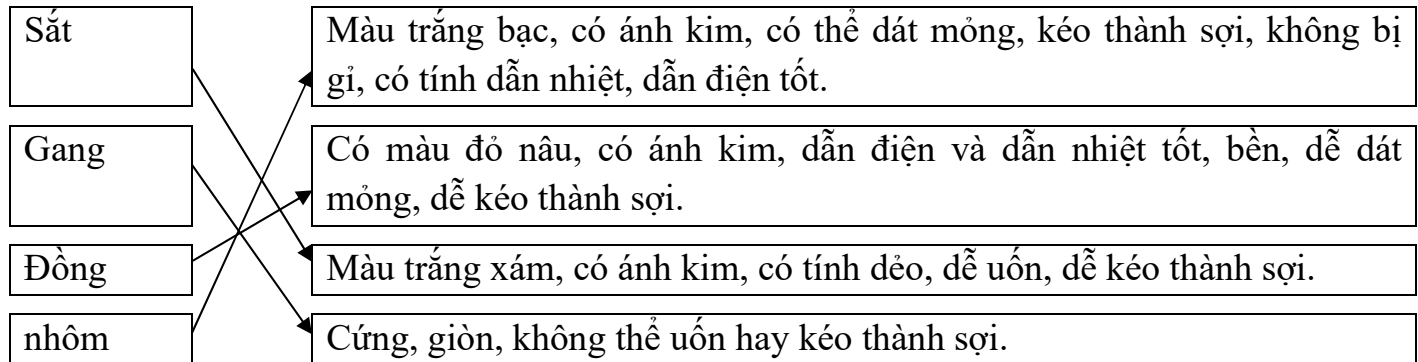 Sắt
Màu trắng bạc, có ánh kim, có thể dát mỏng, kéo thành sợi, không bị
gỉ, có tính dẫn nhiệt, dẫn điện tốt.
Gang
Có màu đỏ nâu, có ánh kim, dẫn điện và dẫn nhiệt tốt, bền, dễ dát
mỏng, dễ kéo thành sợi.
Đồng
Màu trắng xám, có ánh kim, có tính dẻo, dễ uốn, dễ kéo thành sợi.
nhôm
Cứng, giòn, không thể uốn hay kéo thành sợi.